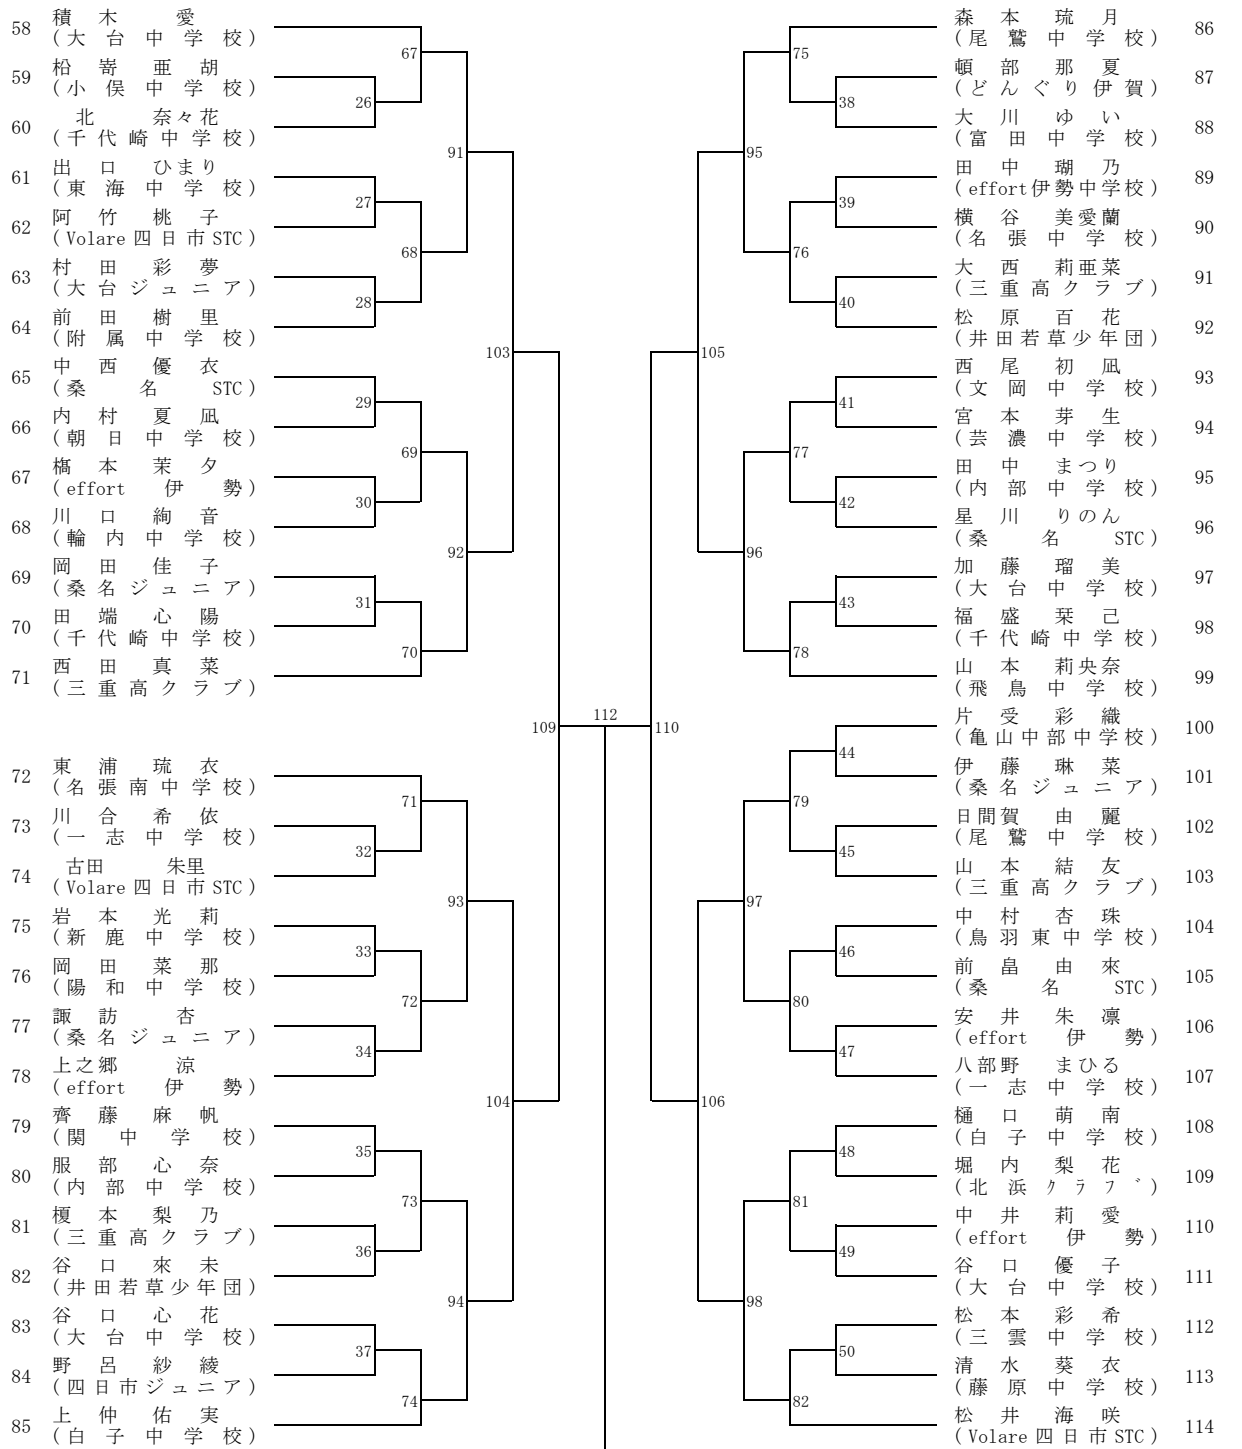 58 積木 愛
(大台中学校)
59 柗嵜亜胡
(小俣中学校)
60 北 奈々花
(千代崎中学校)
61 出口 ひまり
(東海中学校)
62 阿竹桃子
(Volare四日市STC)
63 村田彩夢
(大台ジュニア)
64 前田樹里
(附属中学校)
65 中西優衣
(桑名STC)
66 内村夏凪
(朝日中学校)
67 橋本茉夕
(effort 伊勢)
68 川口絢音
(輪内中学校)
69 岡田佳子
(桑名ジュニア)
70 田端心陽
(千代崎中学校)
71 西田真菜
(三重高クラブ)
72 東浦琉衣
(名張南中学校)
73 川合希依
(一志中学校)
74 古田 朱里
(Volare四日市STC)
75 岩本光莉
(新鹿中学校)
76 岡田菜那
(陽和中学校)
77 諏訪 杏
(桑名ジュニア)
78 上之郷 涼
(effort 伊勢)
79 齊藤麻帆
(関中学校)
80 服部心奈
(内部中学校)
81 榎本梨乃
(三重高クラブ)
82 谷口來未
(井田若草少年団)
83 谷口心花
(大台中学校)
84 野呂紗綾
(四日市ジュニア)
85 上仲佑実
(白子中学校)
67
26
91
27
68
28
103
29
69
30
92
31
70
109
71
32
93
33
72
34
104
35
73
36
94
37
74
112
75
38
95
39
76
40
105
41
77
42
96
43
78
110
44
79
45
97
46
80
47
106
48
81
49
98
50
82
森本琉月 86
(尾鷲中学校)
頓部那夏 87
(どんぐり伊賀)
大川 ゆい 88
(富田中学校)
田中瑚乃 89
(effort伊勢中学校)
横谷 美愛蘭 90
(名張中学校)
大西 莉亜菜 91
(三重高クラブ)
松原百花 92
(井田若草少年団)
西尾初凪 93
(文岡中学校)
宮本芽生 94
(芸濃中学校)
田中 まつり 95
(内部中学校)
星川 りのん 96
(桑名STC)
加藤瑠美 97
(大台中学校)
福盛栞己 98
(千代崎中学校)
山本 莉央奈 99
(飛鳥中学校)
片受彩織 100
(亀山中部中学校)
伊藤琳菜 101
(桑名ジュニア)
日間賀 由麗 102
(尾鷲中学校)
山本結友 103
(三重高クラブ)
中村杏珠 104
(鳥羽東中学校)
前畠由來 105
(桑名STC)
安井朱凛 106
(effort 伊勢)
八部野 まひる 107
(一志中学校)
樋口萌南 108
(白子中学校)
堀内梨花 109
(北浜クラブ)
中井莉愛 110
(effort 伊勢)
谷口優子 111
(大台中学校)
松本彩希 112
(三雲中学校)
清水葵衣 113
(藤原中学校)
松井海咲 114
(Volare四日市STC)